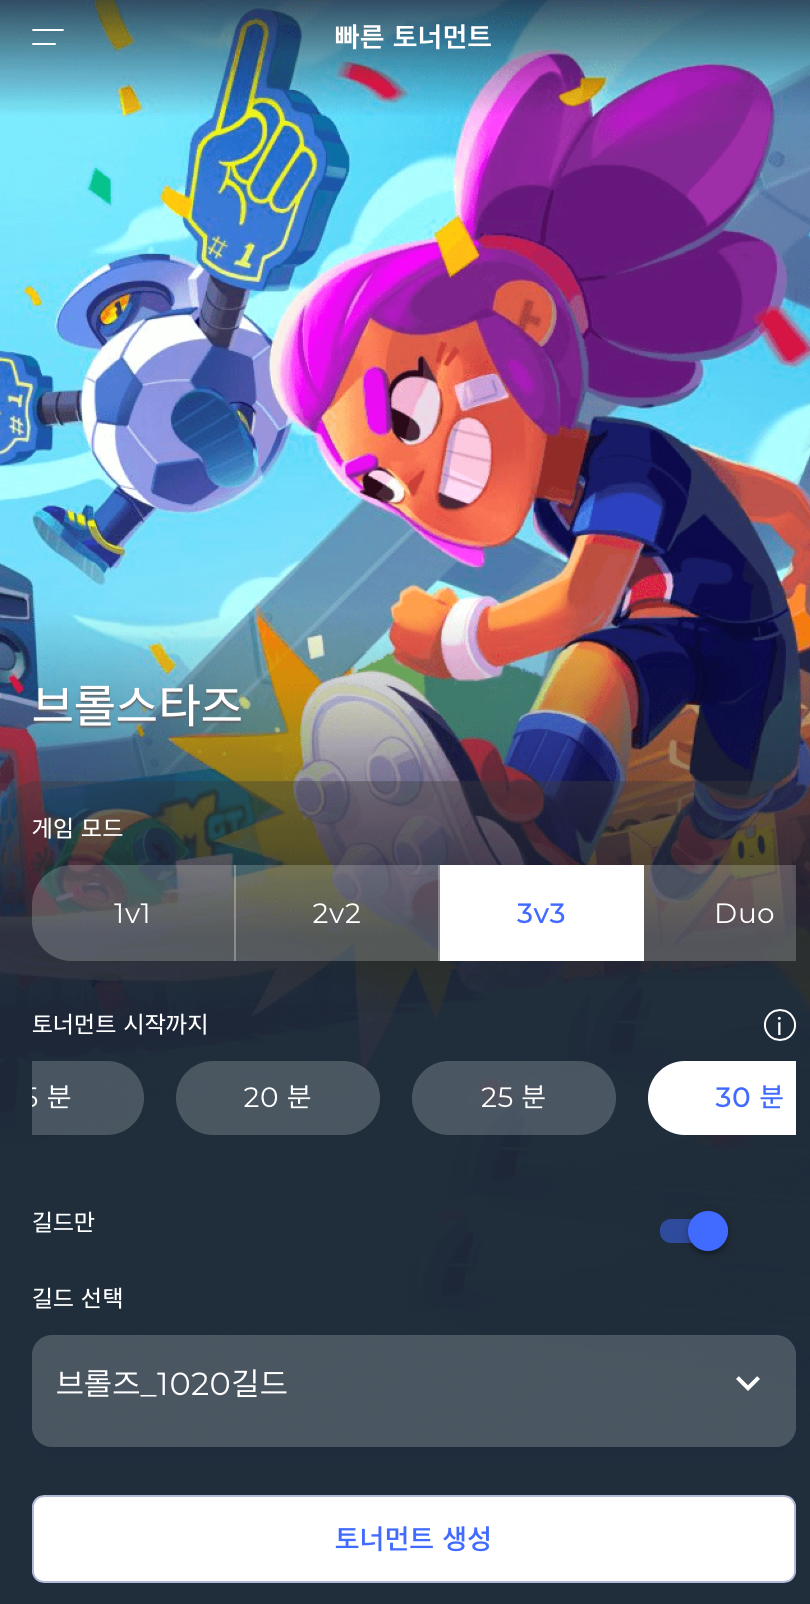 빠른 토너먼트
# 1
1 #
브롤스타즈
게임 모드
1v1
2v2
3v3
Duo
토너먼트 시작까지
5 분
20 분
25 분
30 분
길드만
길드 선택
브롤즈_1020길드
토너먼트 생성